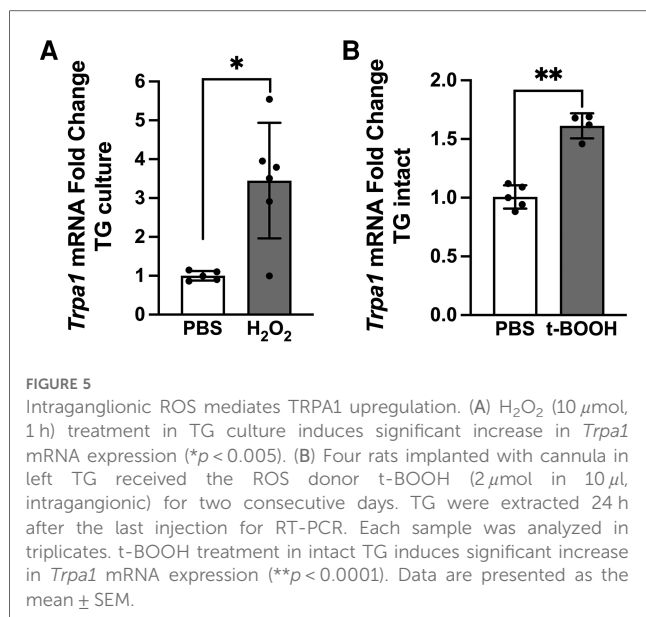 A
B
*
**
Trpa1 mRNA Fold Change
TG culture
6
5
4
3
2
1
0
PBS
H₂O₂
Trpa1 mRNA Fold Change
TG intact
2.0
1.5
1.0
0.5
0.0
PBS
t-BOOH
FIGURE 5
Intraganglionic ROS mediates TRPA1 upregulation. (A) H₂O₂ (10 μmol,
1 h) treatment in TG culture induces significant increase in Trpa1
mRNA expression (*p < 0.005). (B) Four rats implanted with cannula in
left TG received the ROS donor t-BOOH (2 μmol in 10 μl,
intragangionic) for two consecutive days. TG were extracted 24 h
after the last injection for RT-PCR. Each sample was analyzed in
triplicates. t-BOOH treatment in intact TG induces significant increase
in Trpa1 mRNA expression (**p < 0.0001). Data are presented as the
mean ± SEM.